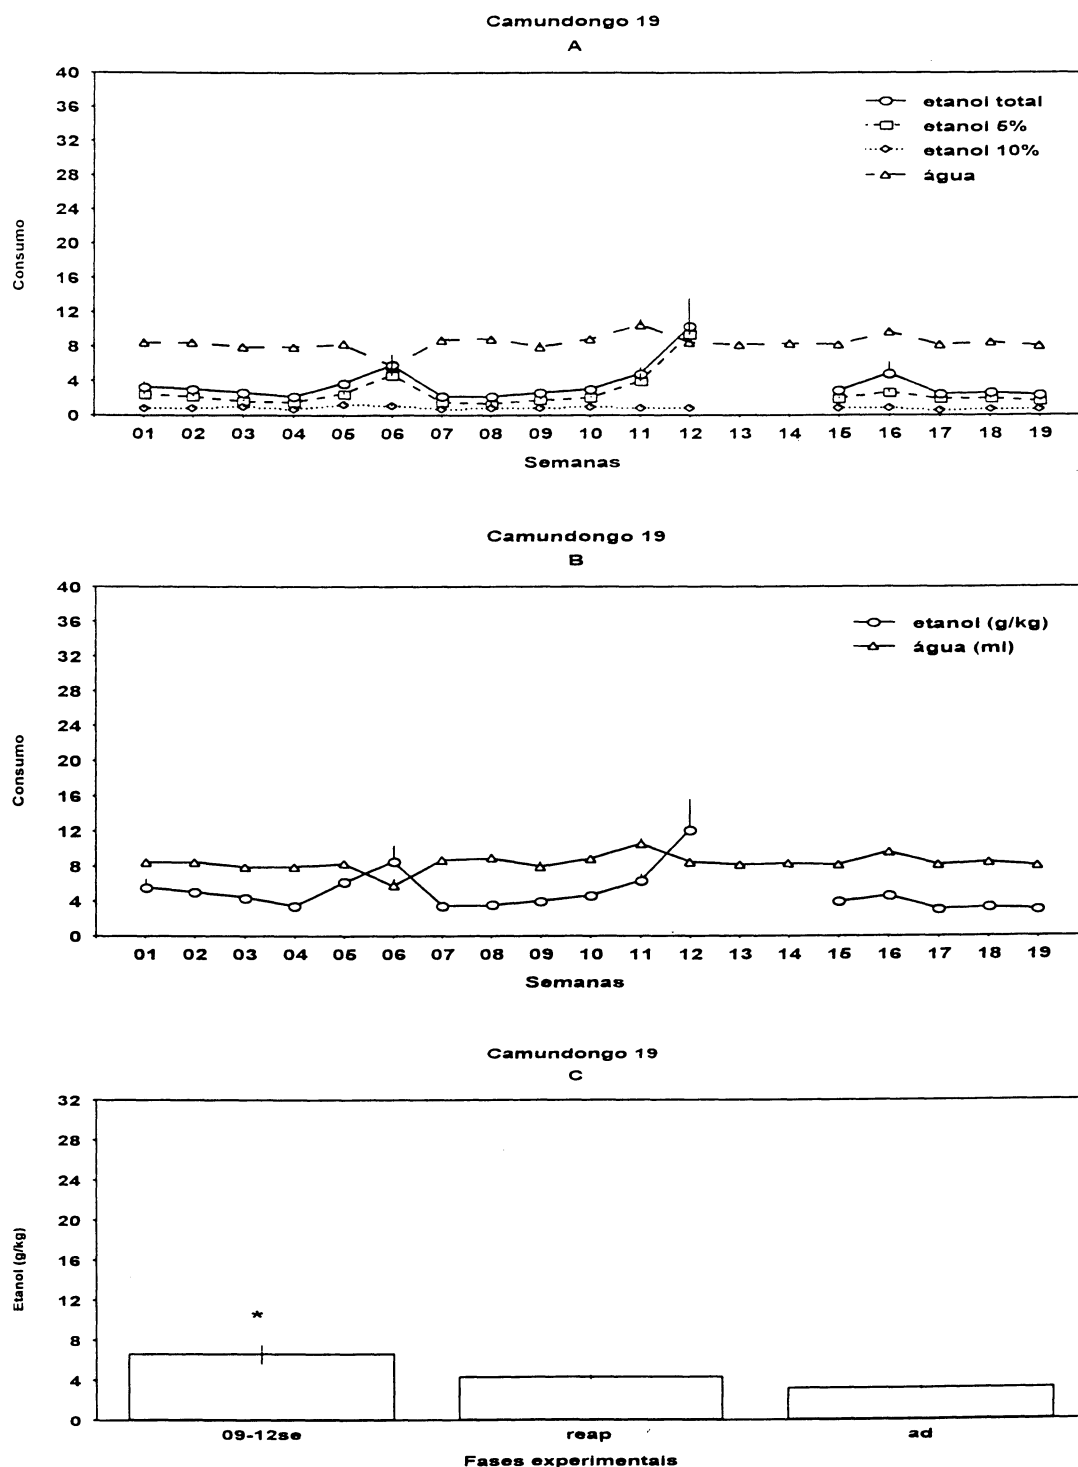 Camundongo 19
A
40
36
32
28
24
20
16
12
8
4
0
Consumo
etanol total
etanol 5%
etanol 10%
água
01 02 03 04 05 06 07 08 09 10 11 12 13 14 15 16 17 18 19
Semanas
Camundongo 19
B
40
36
32
28
24
20
16
12
8
4
0
Consumo
etanol (g/kg)
água (ml)
01 02 03 04 05 06 07 08 09 10 11 12 13 14 15 16 17 18 19
Semanas
Camundongo 19
C
32
28
24
20
16
12
8
4
0
Etanol (g/kg)
*
09-12se reap ad
Fases experimentais